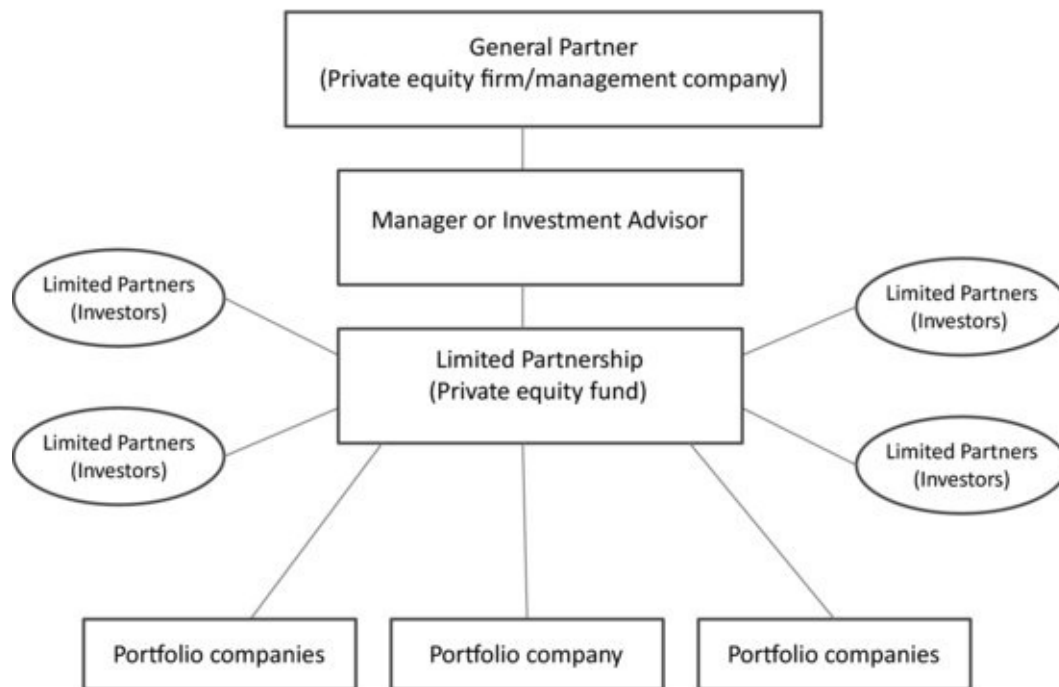 General Partner
(Private equity firm/management company)
Manager or Investment Advisor
Limited Partners
(Investors)
Limited Partners
(Investors)
Limited Partnership
(Private equity fund)
Limited Partners
(Investors)
Limited Partners
(Investors)
Portfolio companies
Portfolio company
Portfolio companies